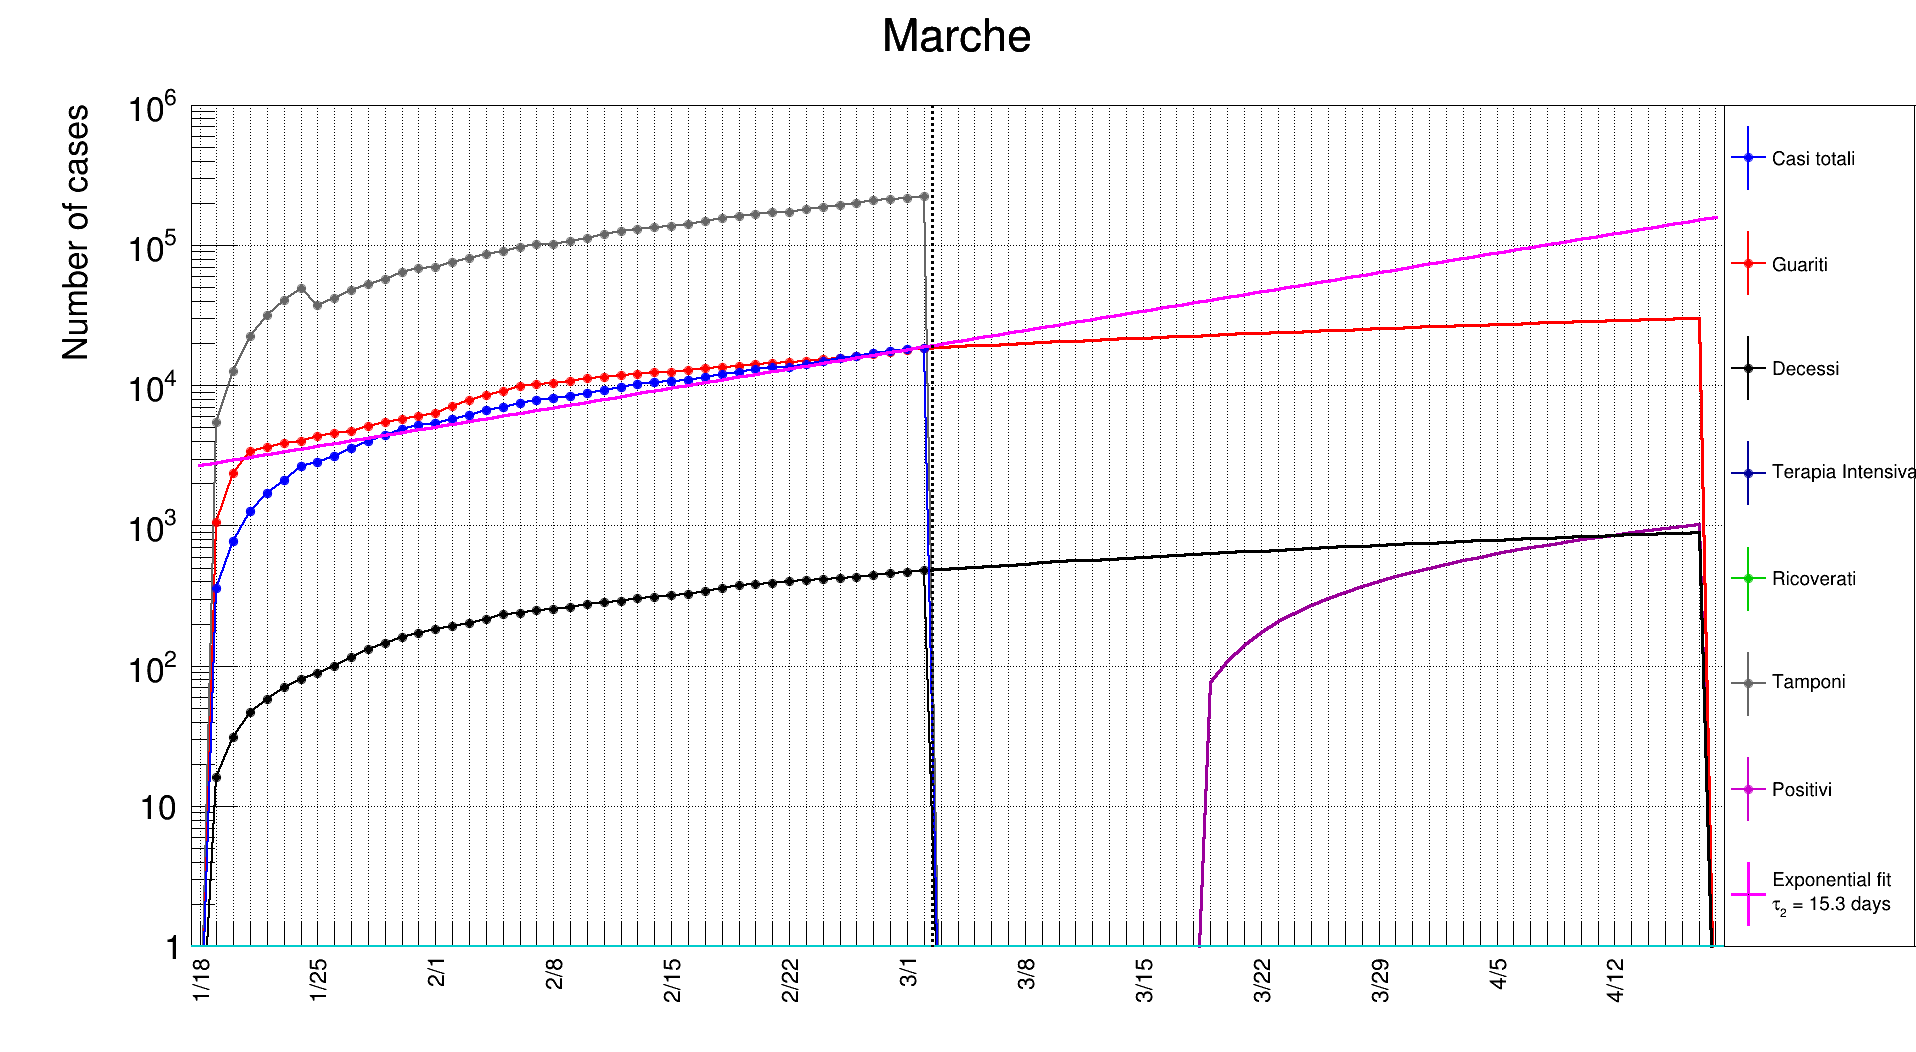 Marche
Number of cases
10^6
10^5
10^4
10^3
10^2
10
1
1/18
1/25
2/1
2/8
2/15
2/22
3/1
3/8
3/15
3/22
3/29
4/5
4/12
Casi totali
Guariti
Decessi
Terapia Intensiva
Ricoverati
Tamponi
Positivi
Exponential fit
τ₂ = 15.3 days